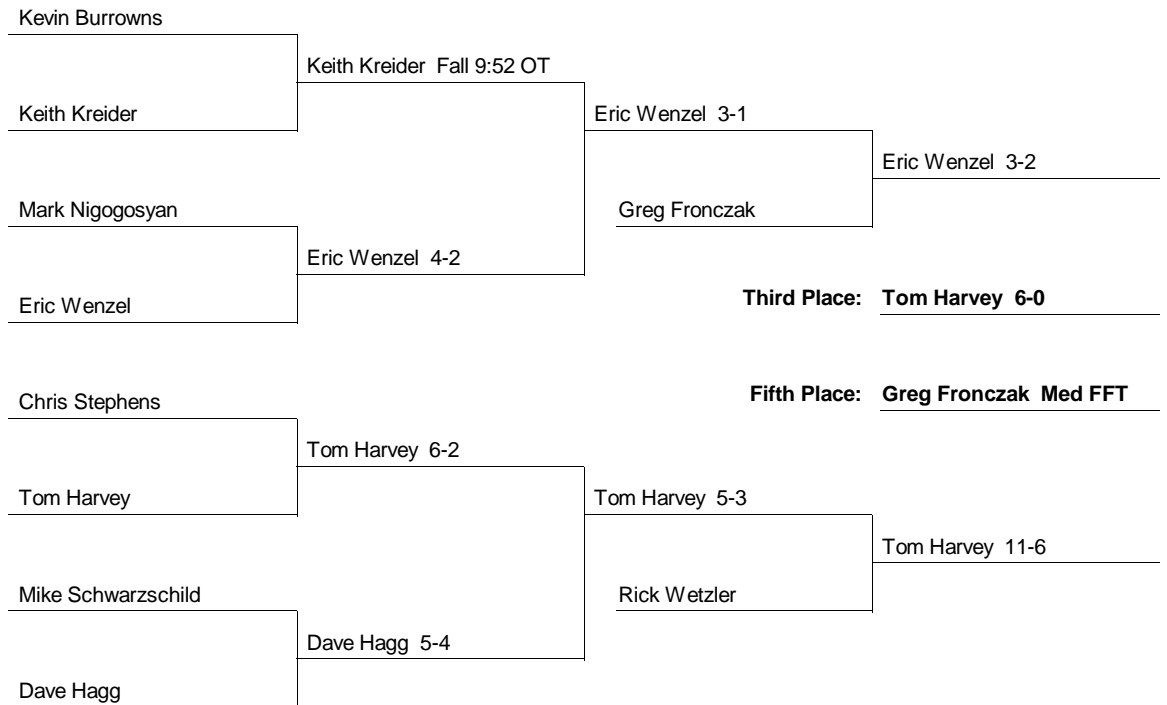 Kevin Burrowns
Keith Kreider Fall 9:52 OT
Keith Kreider
Eric Wenzel 3-1
Eric Wenzel 3-2
Mark Nigogosyan
Greg Fronczak
Eric Wenzel 4-2
Eric Wenzel
Third Place: Tom Harvey 6-0
Chris Stephens
Fifth Place: Greg Fronczak Med FFT
Tom Harvey 6-2
Tom Harvey
Tom Harvey 5-3
Tom Harvey 11-6
Mike Schwarzschild
Rick Wetzler
Dave Hagg 5-4
Dave Hagg